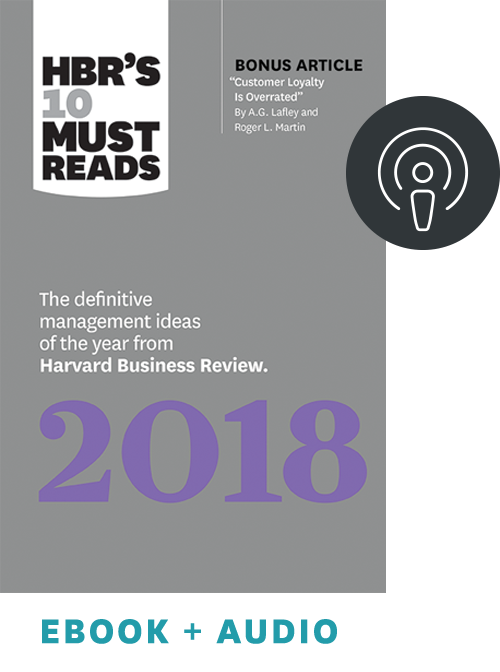 HBR'S
10
MUST
READS
BONUS ARTICLE
“Customer Loyalty
Is Overrated”
By A.G. Lafley and
Roger L. Martin
The definitive
management ideas
of the year from
Harvard Business Review.
2018
EBOOK + AUDIO